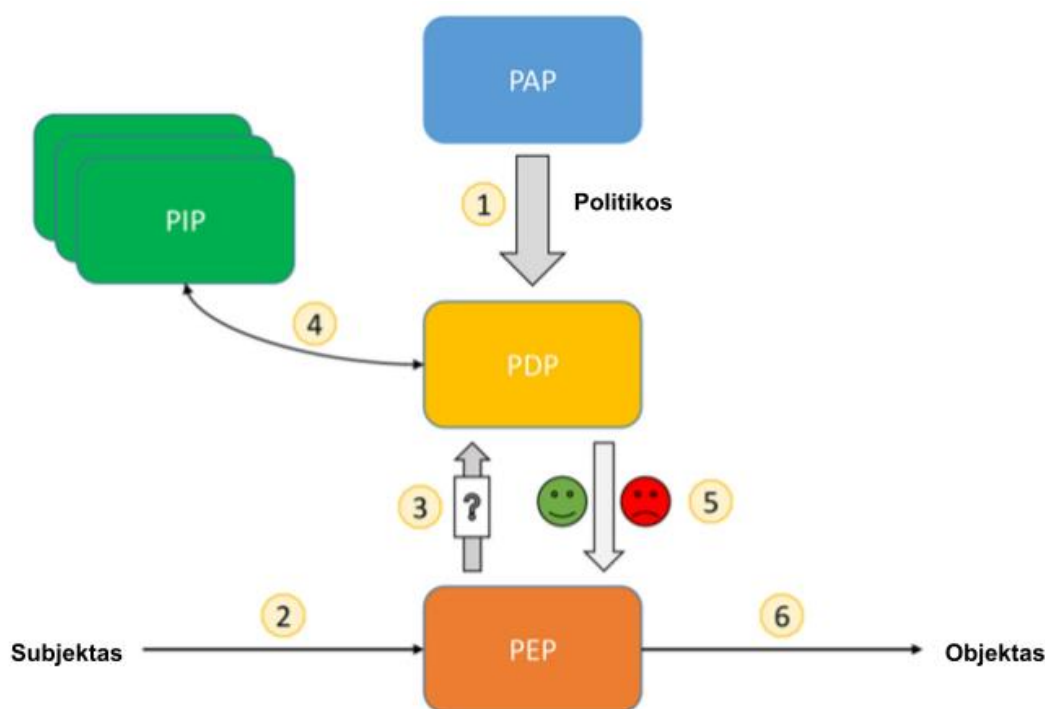 PAP
1
Politikos
PIP
4
PDP
3
?
5
2
6
Subjektas
PEP
Objektas